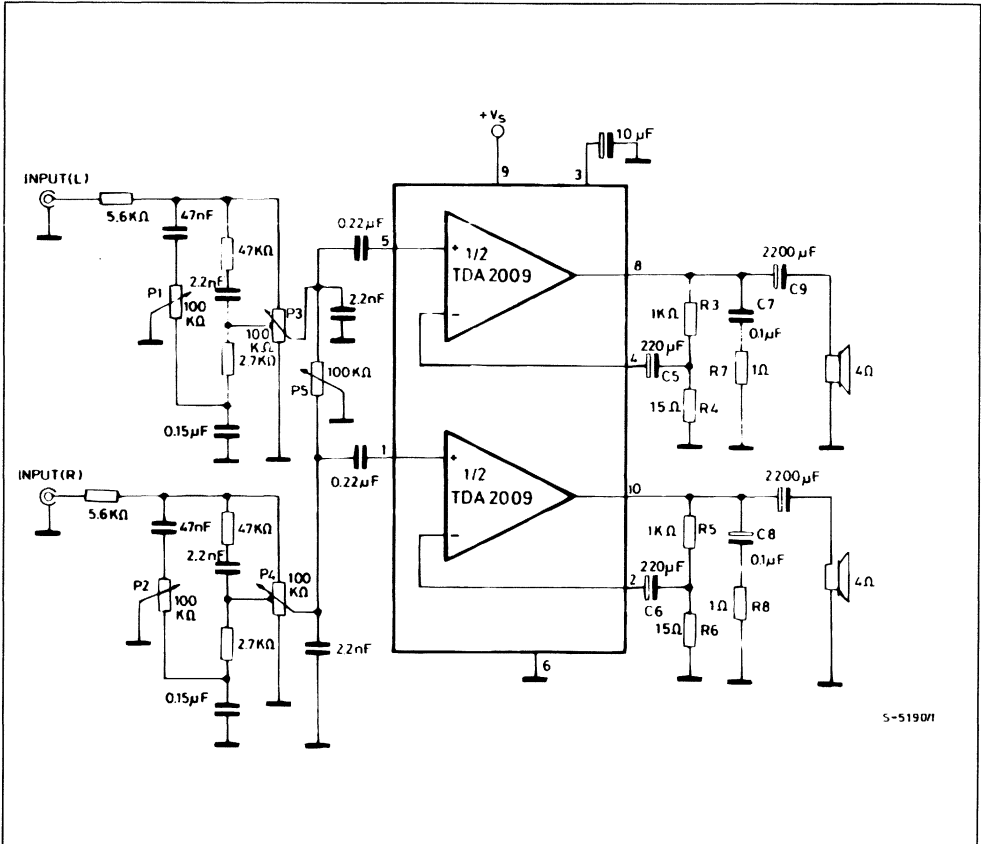 +VS
9
3
10 µF
INPUT(L)
5.6KΩ
47nF
47KΩ
2.2nF
P1
100
KΩ
P3
100
KΩ
2.7KΩ
0.15µF
0.22µF
5
2.2nF
100KΩ
P5
1/2
TDA 2009
+
−
8
4
220µF
C5
R3
1KΩ
15Ω
R4
C7
0.1µF
R7
1Ω
2200µF
C9
4Ω
INPUT(R)
5.6KΩ
47nF
47KΩ
2.2nF
P2
100
KΩ
P4
100
KΩ
2.7KΩ
0.15µF
2.2nF
0.22µF
1
1/2
TDA 2009
+
−
10
2
220µF
C6
1KΩ
R5
15Ω
R6
C8
0.1µF
1Ω
R8
2200µF
4Ω
6
S-5190/1